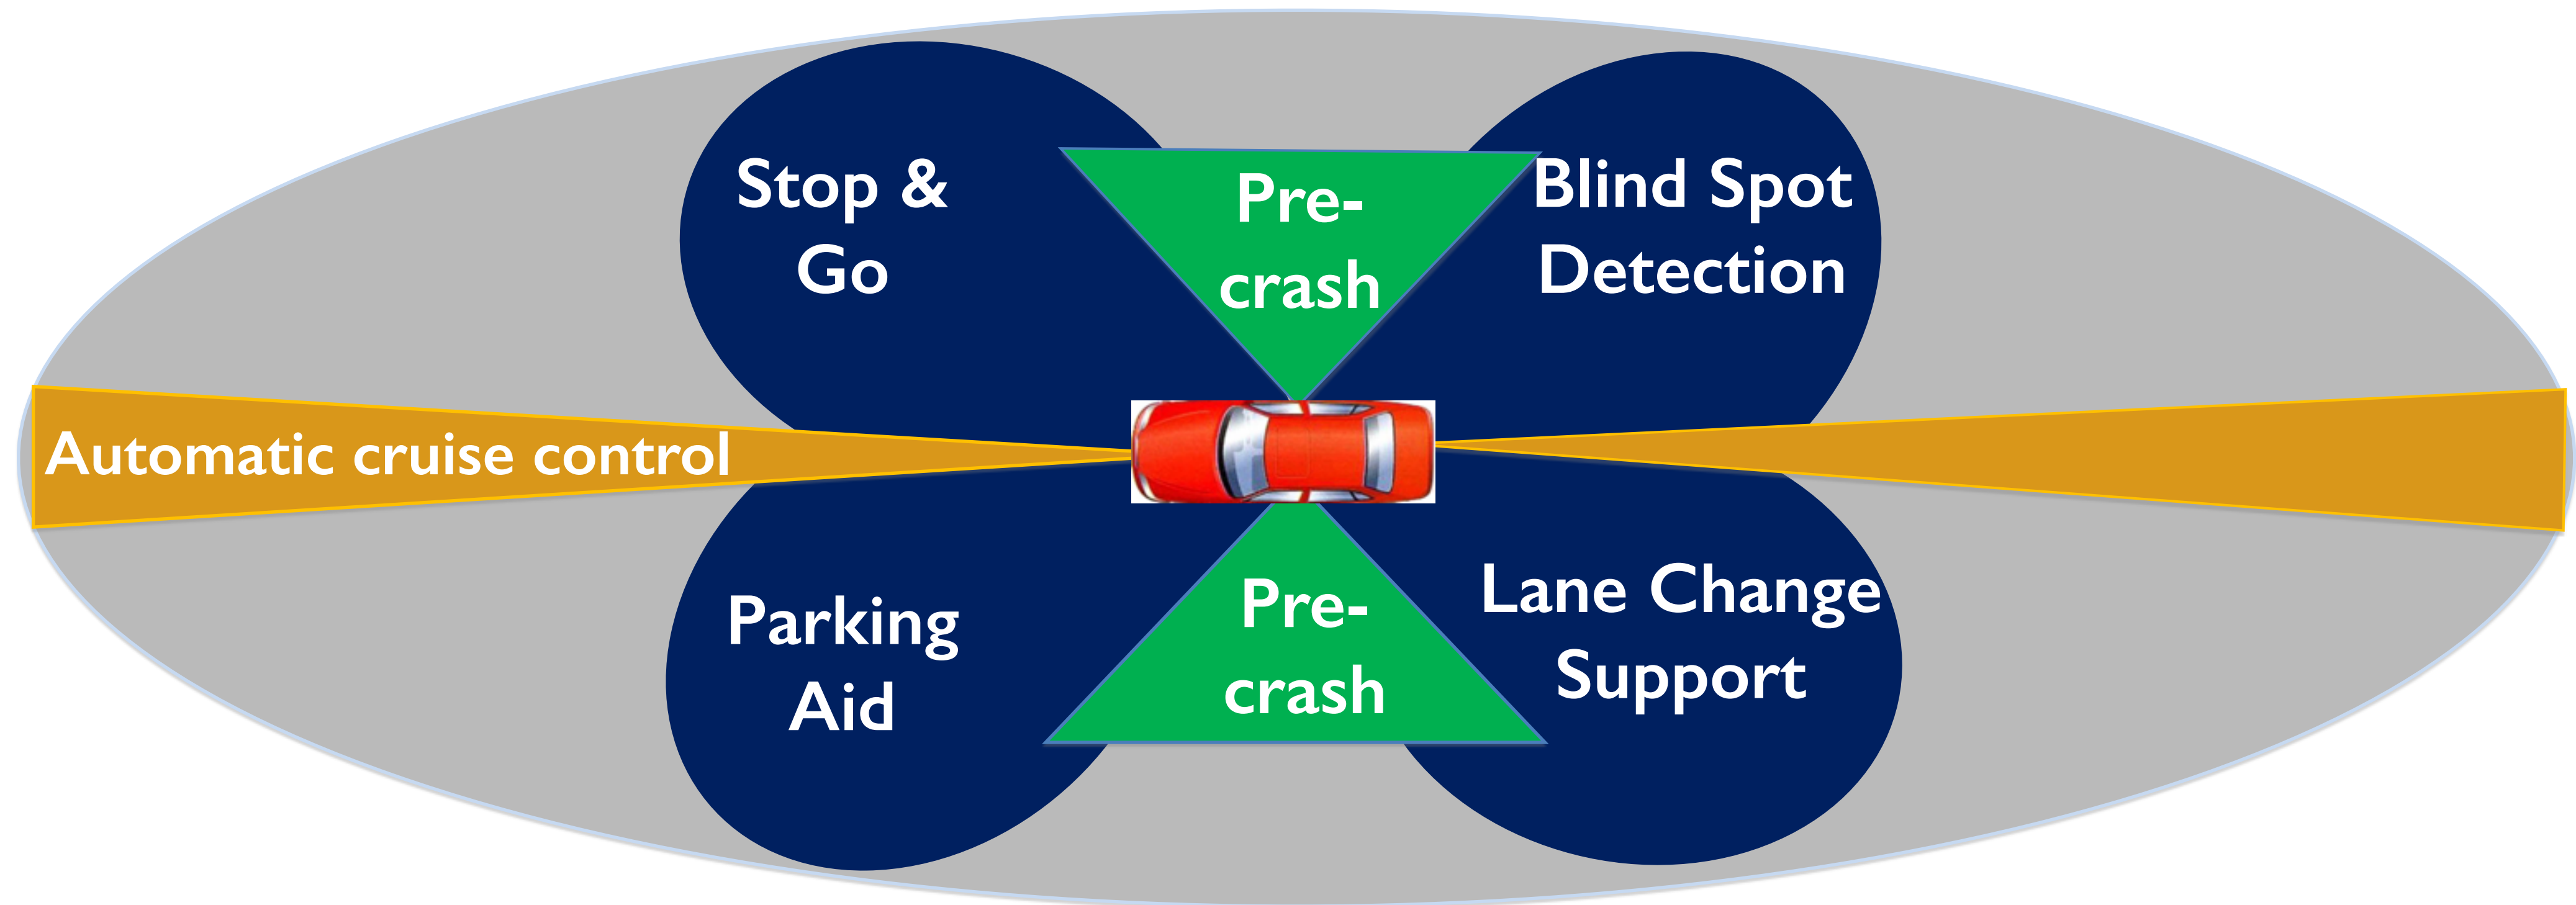 Stop &
Go
Pre-
crash
Blind Spot
Detection
Automatic cruise control
Parking
Aid
Pre-
crash
Lane Change
Support